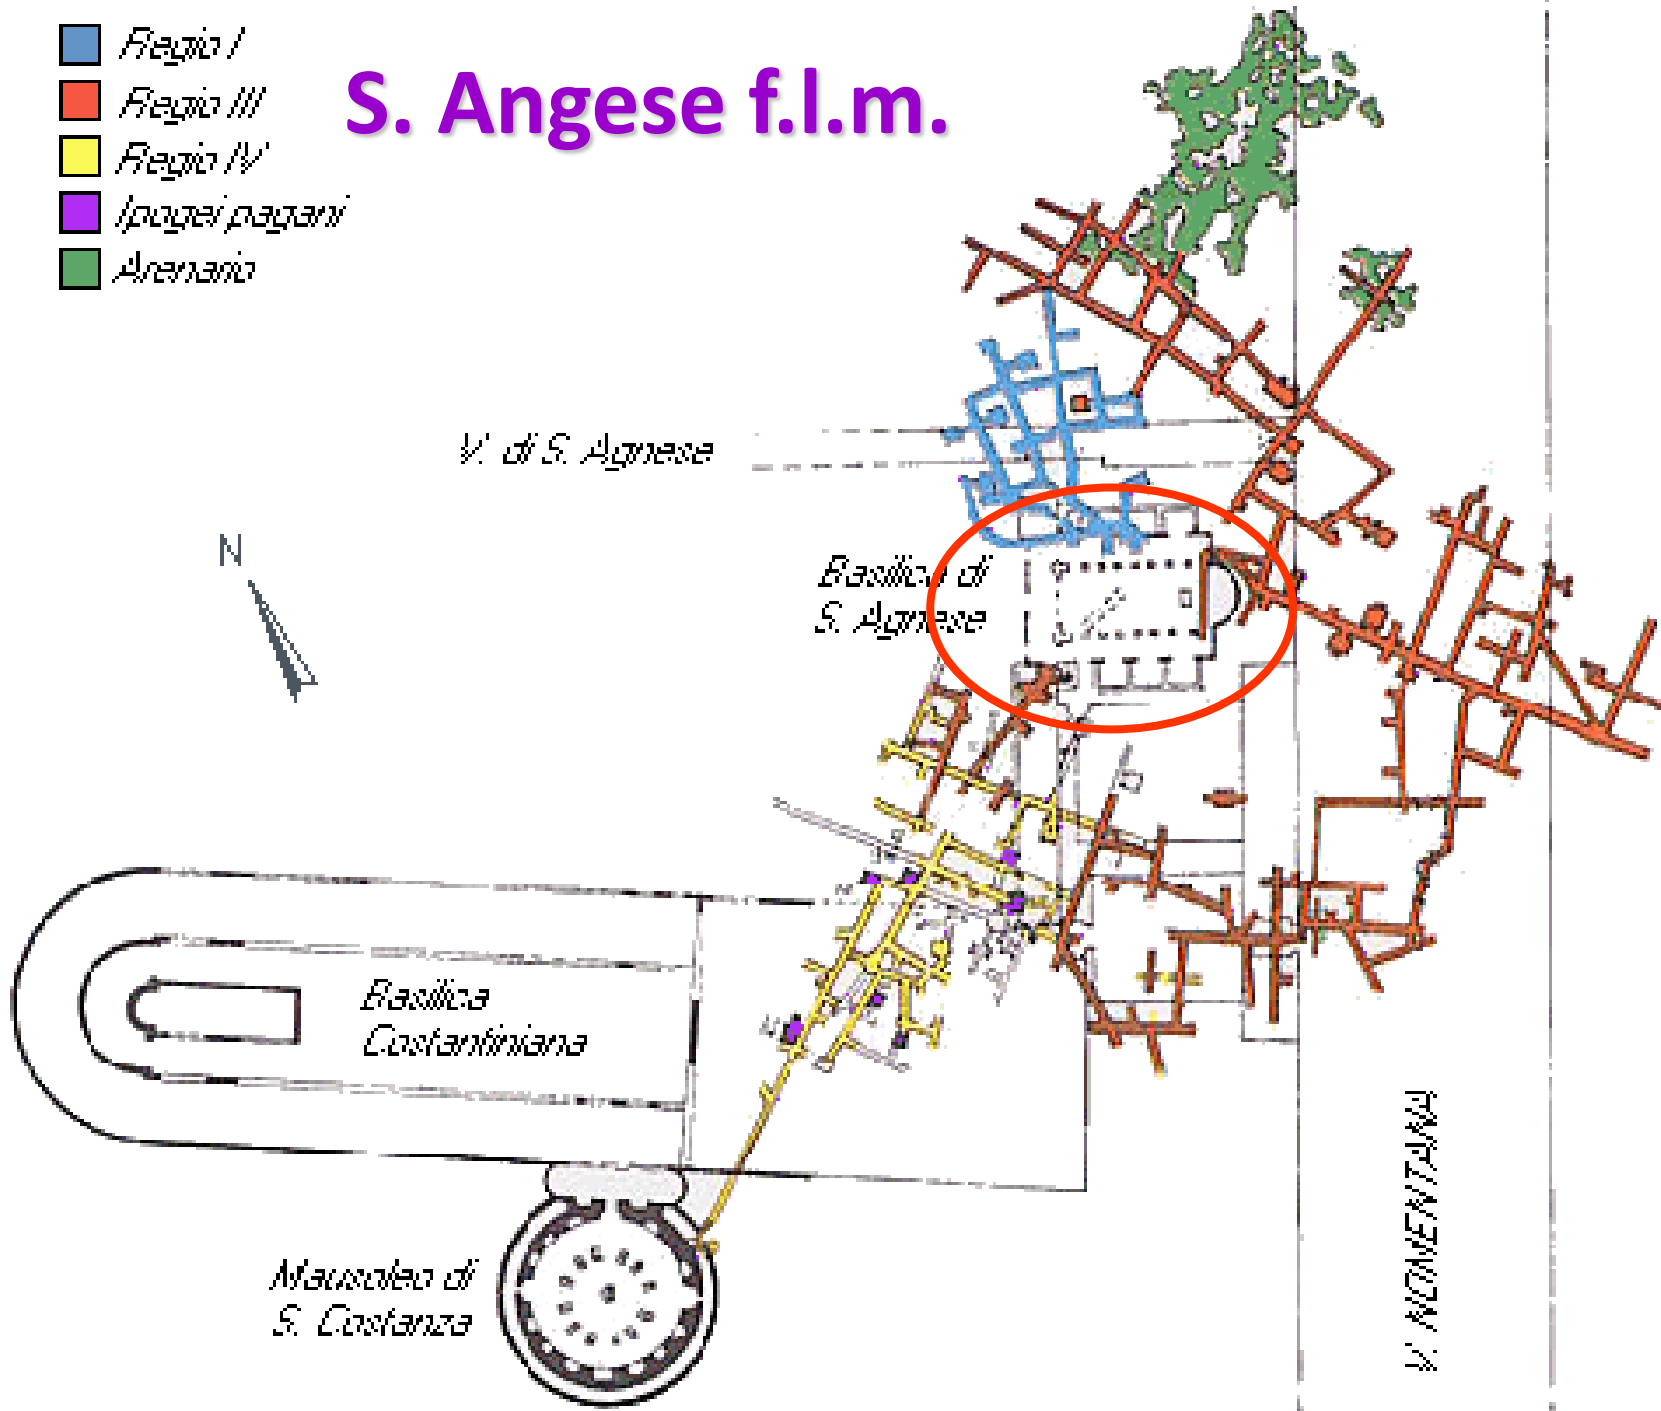 Regio I
Regio III
Regio IV
Ipogei pagani
Arenario
S. Angese f.l.m.
V. di S. Agnese
N
Basilica di
S. Agnese
Basilica
Costantiniana
Mausoleo di
S. Costanza
V. NOMENTANA